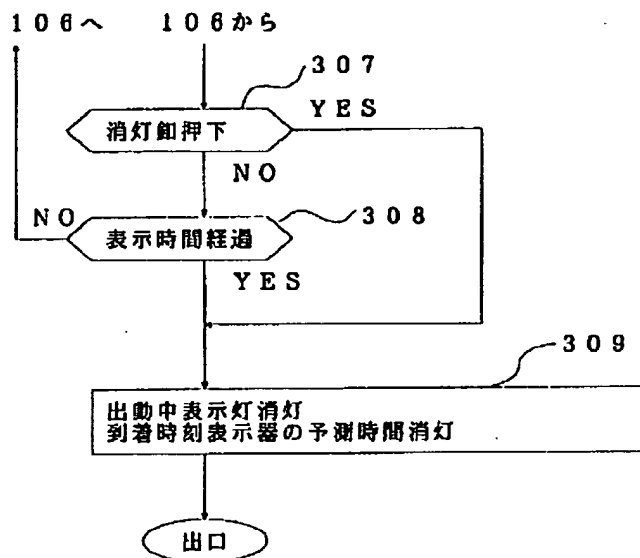 106へ 106から
307
消灯釦押下
YES
NO
NO
308
表示時間経過
YES
309
出動中表示灯消灯
到着時刻表示器の予測時間消灯
出口